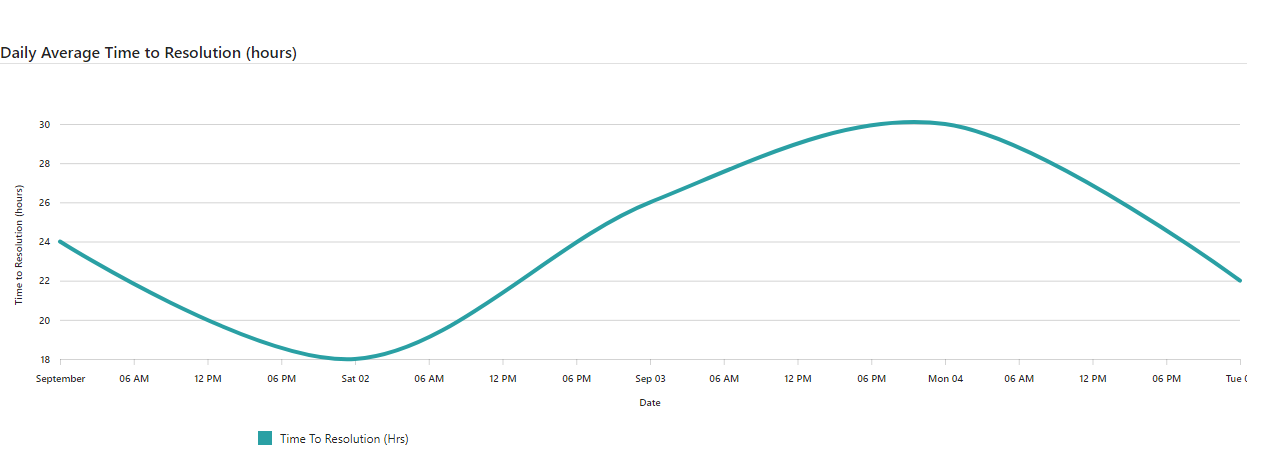 Daily Average Time to Resolution (hours)
30
28
26
24
22
20
18
Time to Resolution (hours)
September 06 AM 12 PM 06 PM Sat 02 06 AM 12 PM 06 PM Sep 03 06 AM 12 PM 06 PM Mon 04 06 AM 12 PM 06 PM Tue
Date
Time To Resolution (Hrs)